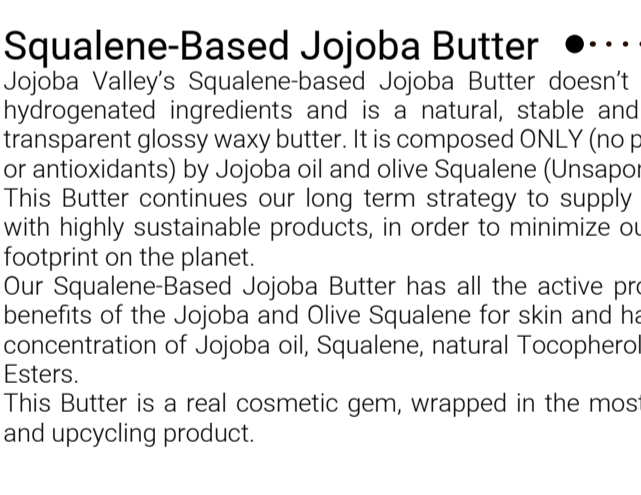 Squalene-Based Jojoba Butter
Jojoba Valley's Squalene-based Jojoba Butter doesn't
hydrogenated ingredients and is a natural, stable and
transparent glossy waxy butter. It is composed ONLY (no p
or antioxidants) by Jojoba oil and olive Squalene (Unsapon
This Butter continues our long term strategy to supply
with highly sustainable products, in order to minimize ou
footprint on the planet.
Our Squalene-Based Jojoba Butter has all the active pro
benefits of the Jojoba and Olive Squalene for skin and ha
concentration of Jojoba oil, Squalene, natural Tocopherol
Esters.
This Butter is a real cosmetic gem, wrapped in the most
and upcycling product.